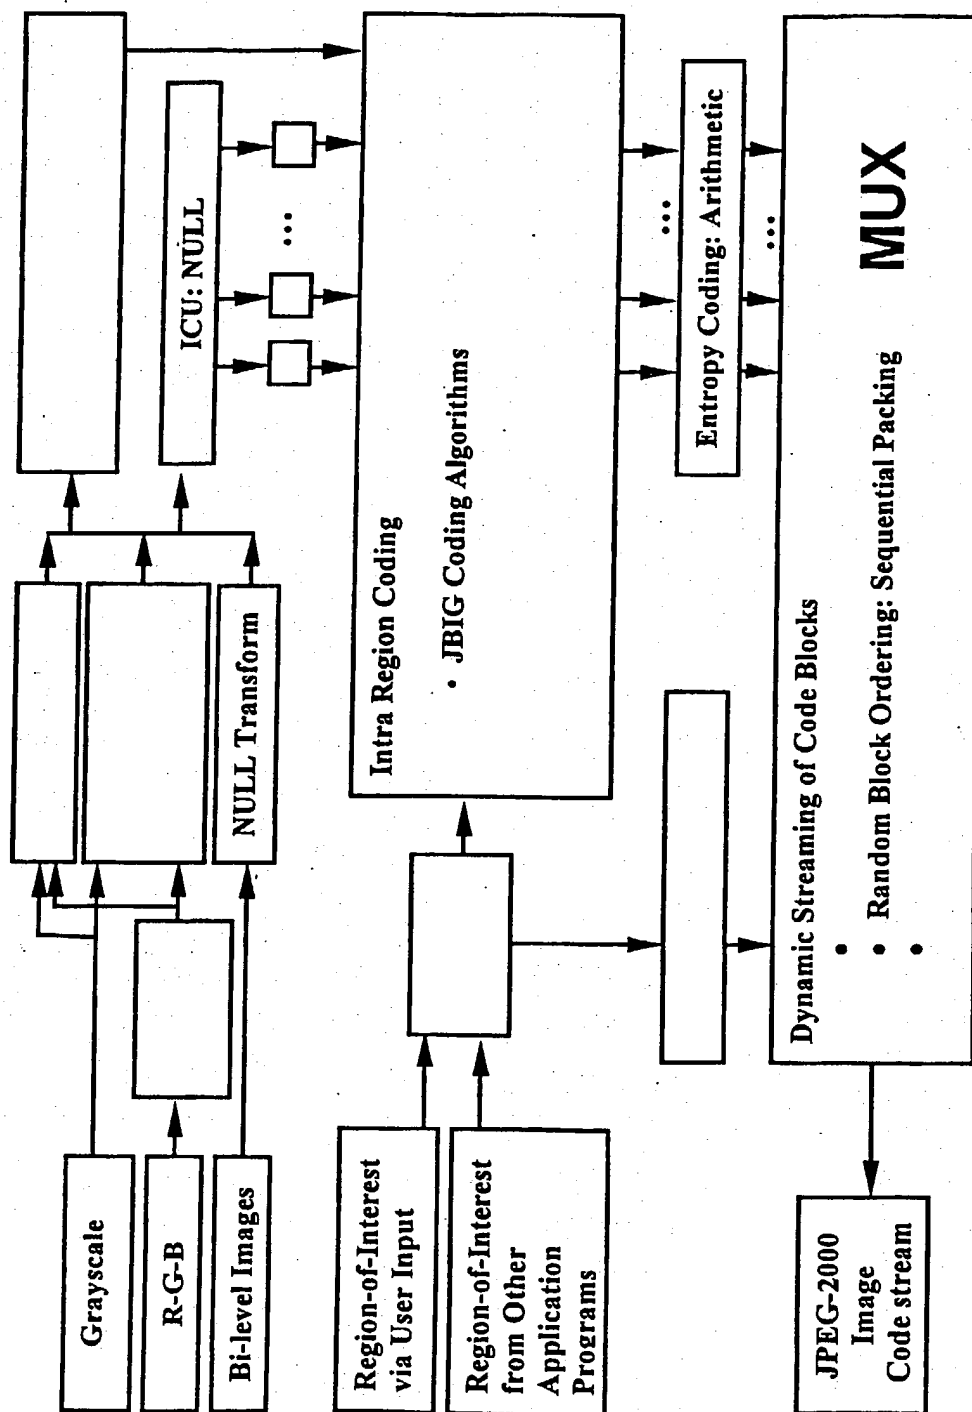 Grayscale
R-G-B
Bi-level Images
NULL Transform
ICU: NULL
...
Region-of-Interest
via User Input
Region-of-Interest
from Other
Application
Programs
Intra Region Coding
• JBIG Coding Algorithms
...
Entropy Coding: Arithmetic
...
Dynamic Streaming of Code Blocks
•
• Random Block Ordering: Sequential Packing
•
MUX
JPEG-2000
Image
Code stream